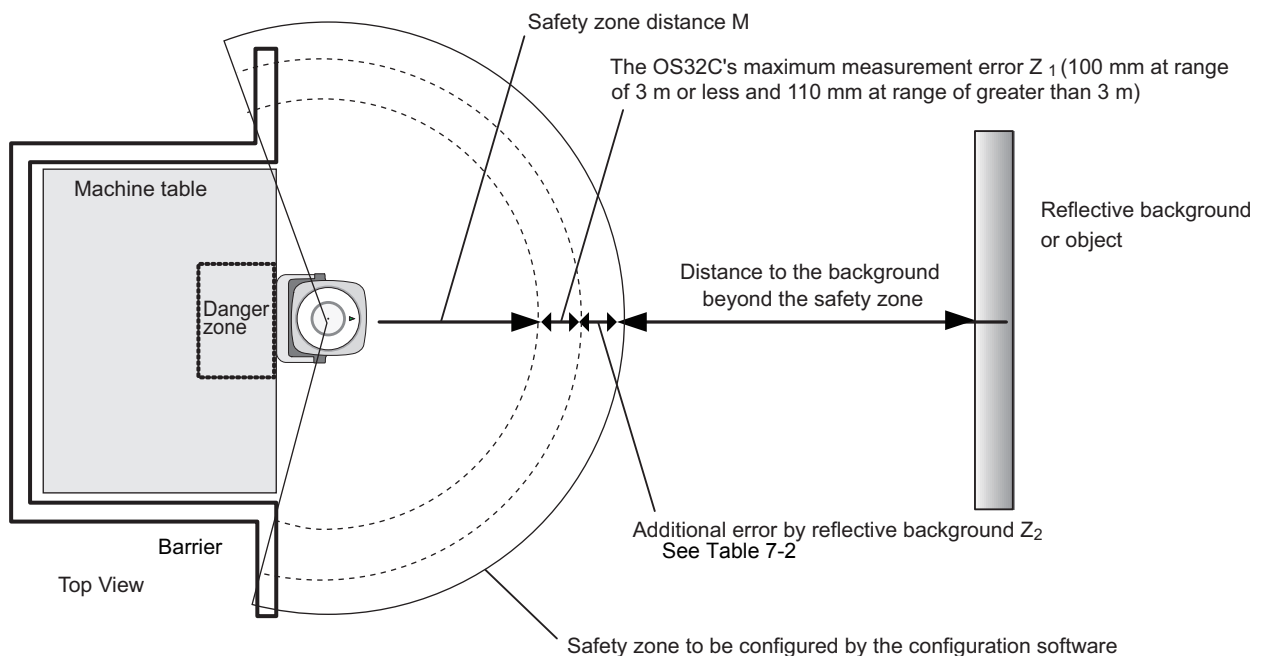 Safety zone distance M
The OS32C's maximum measurement error Z 1 (100 mm at range
of 3 m or less and 110 mm at range of greater than 3 m)
Machine table
Reflective background
or object
Distance to the background
beyond the safety zone
Danger
zone
Additional error by reflective background Z2
See Table 7-2
Barrier
Top View
Safety zone to be configured by the configuration software